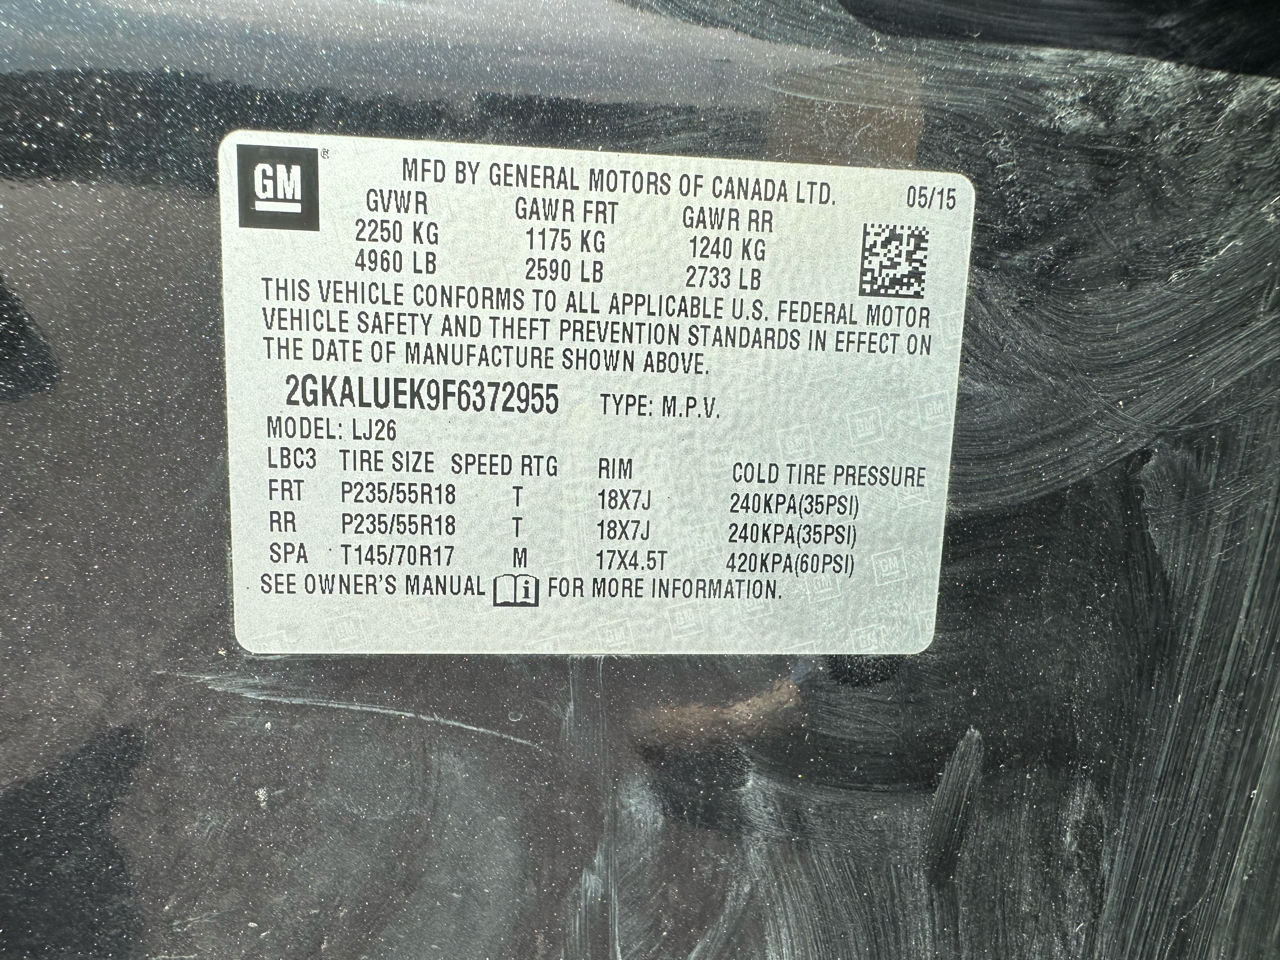 GM ®
MFD BY GENERAL MOTORS OF CANADA LTD. 05/15
GVWR GAWR FRT GAWR RR
2250 KG 1175 KG 1240 KG
4960 LB 2590 LB 2733 LB
THIS VEHICLE CONFORMS TO ALL APPLICABLE U.S. FEDERAL MOTOR
VEHICLE SAFETY AND THEFT PREVENTION STANDARDS IN EFFECT ON
THE DATE OF MANUFACTURE SHOWN ABOVE.
2GKALUEK9F6372955 TYPE: M.P.V.
MODEL: LJ26
LBC3 TIRE SIZE SPEED RTG RIM COLD TIRE PRESSURE
FRT P235/55R18 T 18X7J 240KPA(35PSI)
RR P235/55R18 T 18X7J 240KPA(35PSI)
SPA T145/70R17 M 17X4.5T 420KPA(60PSI)
SEE OWNER'S MANUAL i FOR MORE INFORMATION.